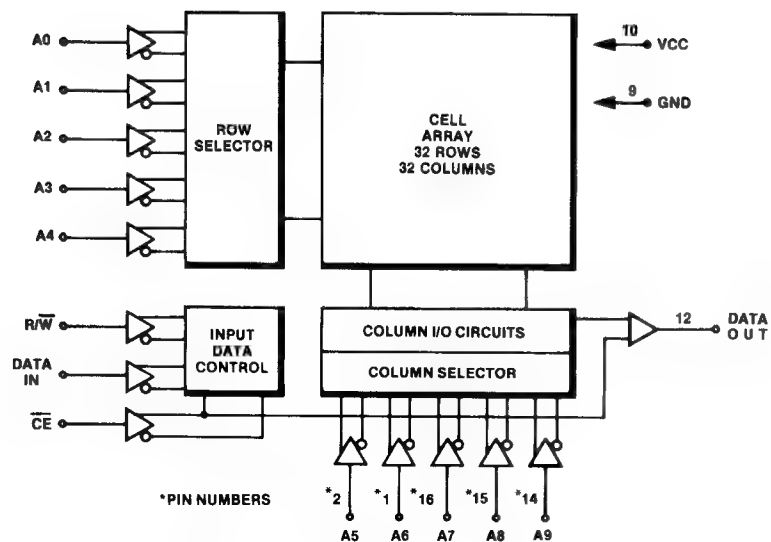 A0
A1
A2
A3
A4
ROW
SELECTOR
CELL
ARRAY
32 ROWS
32 COLUMNS
10
VCC
9
GND
R/W̅
DATA
IN
C̅E̅
INPUT
DATA
CONTROL
COLUMN I/O CIRCUITS
COLUMN SELECTOR
12
DATA
OUT
*PIN NUMBERS
*2 *1 *16 *15 *14
A5 A6 A7 A8 A9